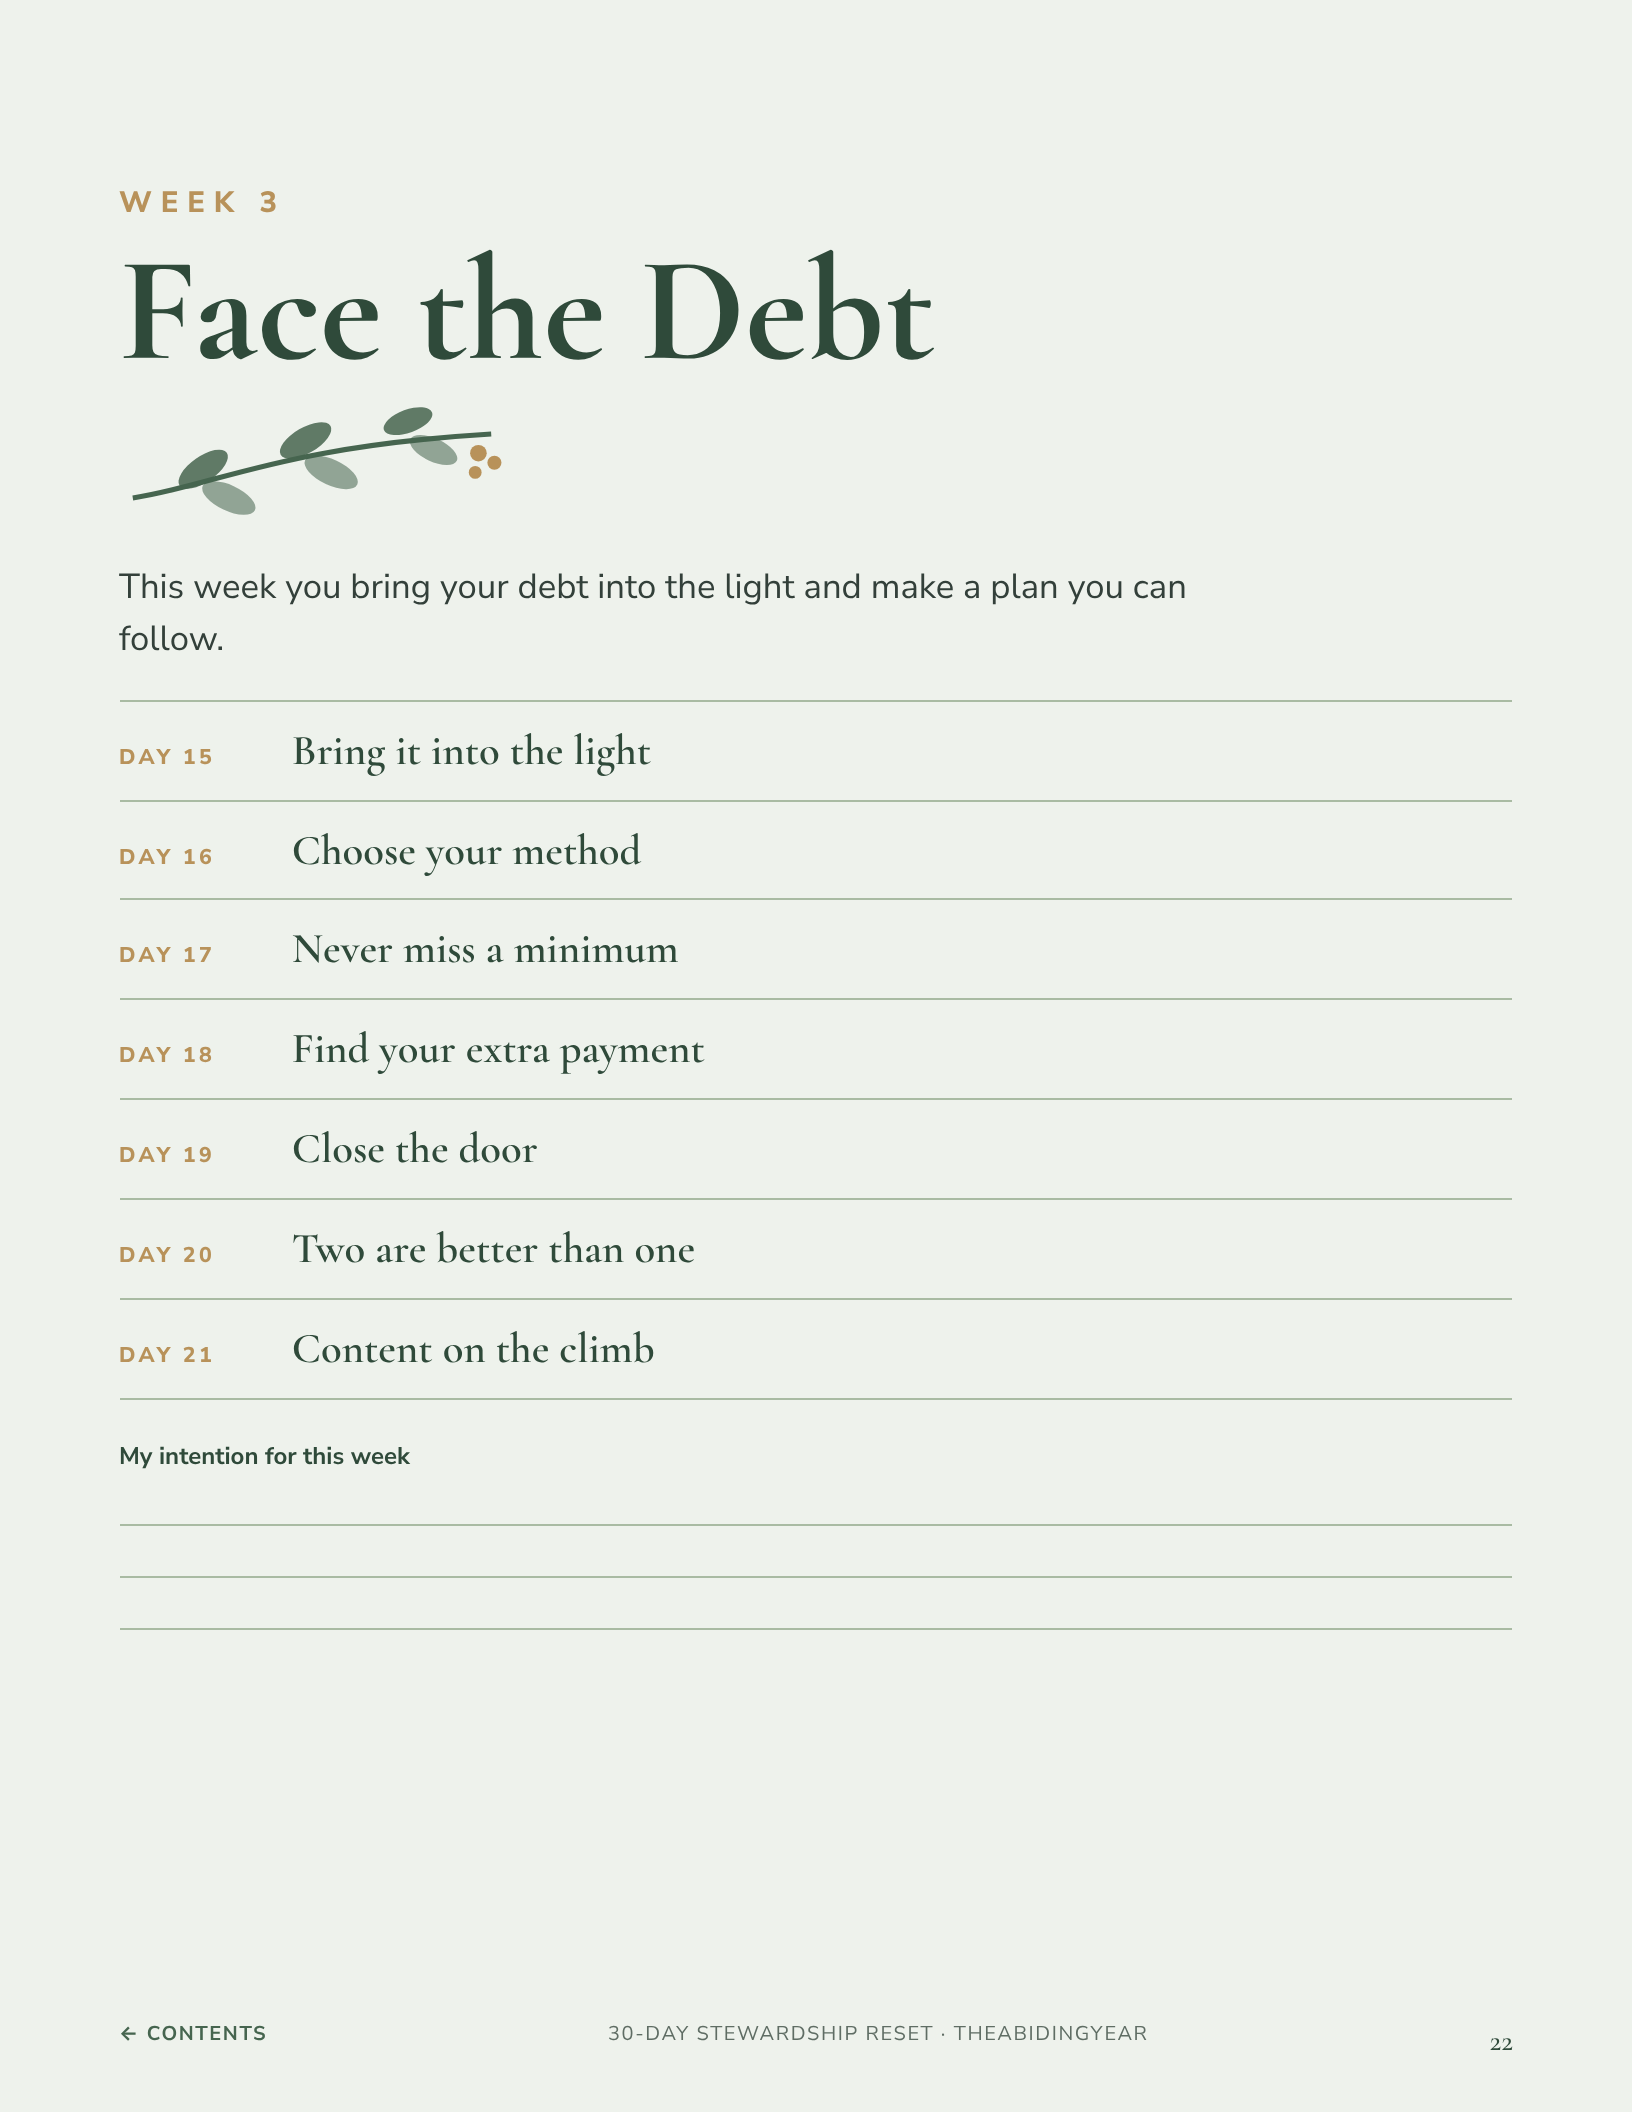 WEEK 3
Face the Debt
This week you bring your debt into the light and make a plan you can
follow.
DAY 15 Bring it into the light
DAY 16 Choose your method
DAY 17 Never miss a minimum
DAY 18 Find your extra payment
DAY 19 Close the door
DAY 20 Two are better than one
DAY 21 Content on the climb
My intention for this week
← CONTENTS 30-DAY STEWARDSHIP RESET · THEABIDINGYEAR 22